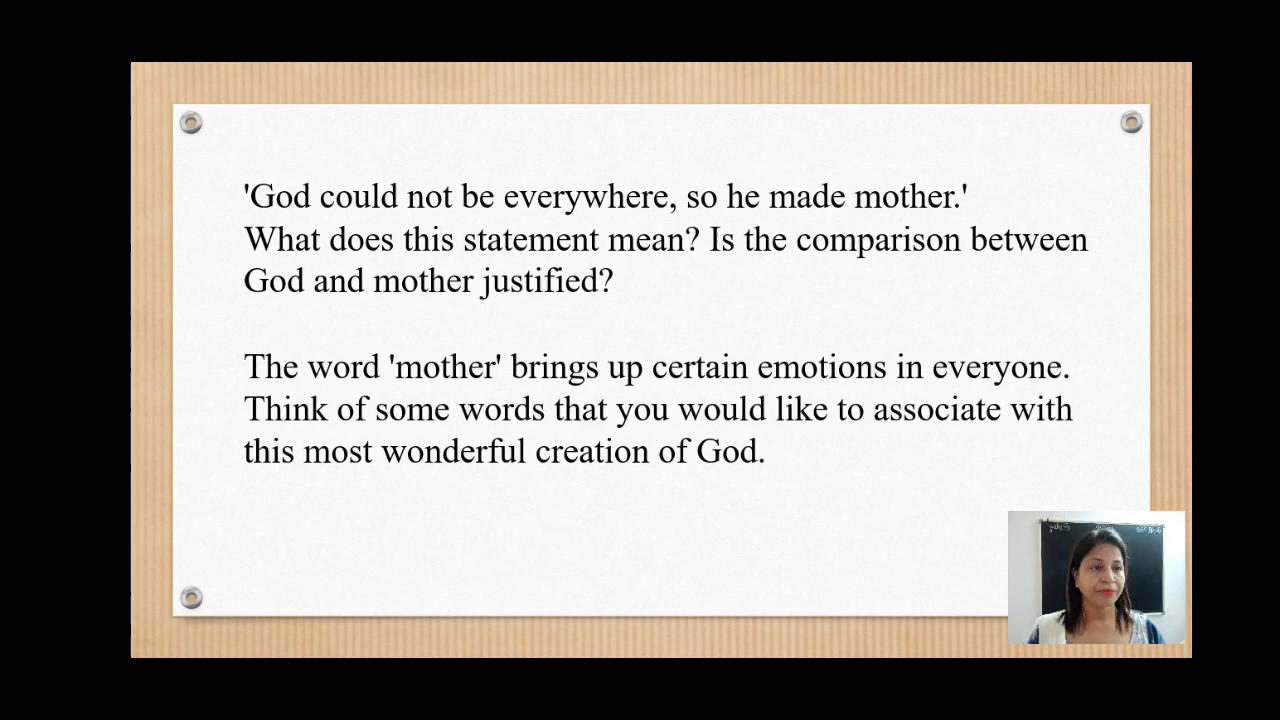 'God could not be everywhere, so he made mother.'
What does this statement mean? Is the comparison between
God and mother justified?
The word 'mother' brings up certain emotions in everyone.
Think of some words that you would like to associate with
this most wonderful creation of God.